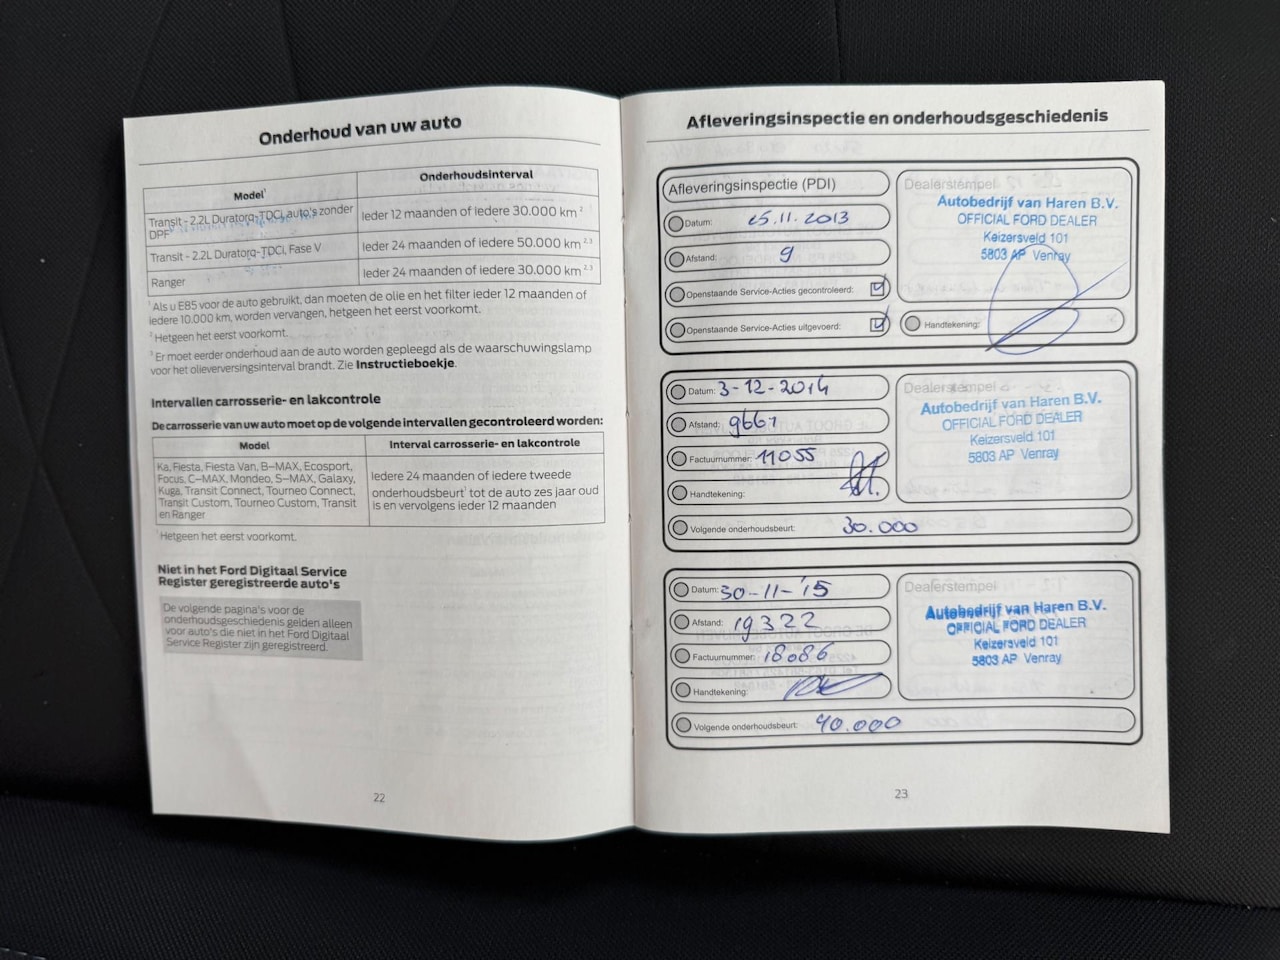 Onderhoud van uw auto
Model¹ Onderhoudsinterval
Transit - 2.2L Duratorq-TDCi, auto's zonder DPF Ieder 12 maanden of iedere 30.000 km ²
Transit - 2.2L Duratorq-TDCi, Fase V Ieder 24 maanden of iedere 50.000 km ²,³
Ranger Ieder 24 maanden of iedere 30.000 km ²,³
¹ Als u E85 voor de auto gebruikt, dan moeten de olie en het filter ieder 12 maanden of
iedere 10.000 km, worden vervangen, hetgeen het eerst voorkomt.
² Hetgeen het eerst voorkomt.
³ Er moet eerder onderhoud aan de auto worden gepleegd als de waarschuwingslamp
voor het olieverversingsinterval brandt. Zie Instructieboekje.
Intervallen carrosserie- en lakcontrole
De carrosserie van uw auto moet op de volgende intervallen gecontroleerd worden:
Model Interval carrosserie- en lakcontrole
Ka, Fiesta, Fiesta Van, B-MAX, Ecosport,
Focus, C-MAX, Mondeo, S-MAX, Galaxy,
Kuga, Transit Connect, Tourneo Connect,
Transit Custom, Tourneo Custom, Transit
en Ranger
Iedere 24 maanden of iedere tweede
onderhoudsbeurt¹ tot de auto zes jaar oud
is en vervolgens ieder 12 maanden
¹ Hetgeen het eerst voorkomt.
Niet in het Ford Digitaal Service
Register geregistreerde auto's
De volgende pagina's voor de
onderhoudsgeschiedenis gelden alleen
voor auto's die niet in het Ford Digitaal
Service Register zijn geregistreerd.
22
Afleveringsinspectie en onderhoudsgeschiedenis
Afleveringsinspectie (PDI)
Datum: 25.11.2013
Afstand: 9
Openstaande Service-Acties gecontroleerd:
Openstaande Service-Acties uitgevoerd:
Dealerstempel
Autobedrijf van Haren B.V.
OFFICIAL FORD DEALER
Keizersveld 101
5803 AP Venray
Handtekening:
Datum: 3-12-2014
Afstand: 9661
Factuurnummer: 11055
Handtekening:
Volgende onderhoudsbeurt: 30.000
Dealerstempel
Autobedrijf van Haren B.V.
OFFICIAL FORD DEALER
Keizersveld 101
5803 AP Venray
Datum: 30-11-'15
Afstand: 19322
Factuurnummer: 18086
Handtekening:
Volgende onderhoudsbeurt: 40.000
Dealerstempel
Autobedrijf van Haren B.V.
OFFICIAL FORD DEALER
Keizersveld 101
5803 AP Venray
23